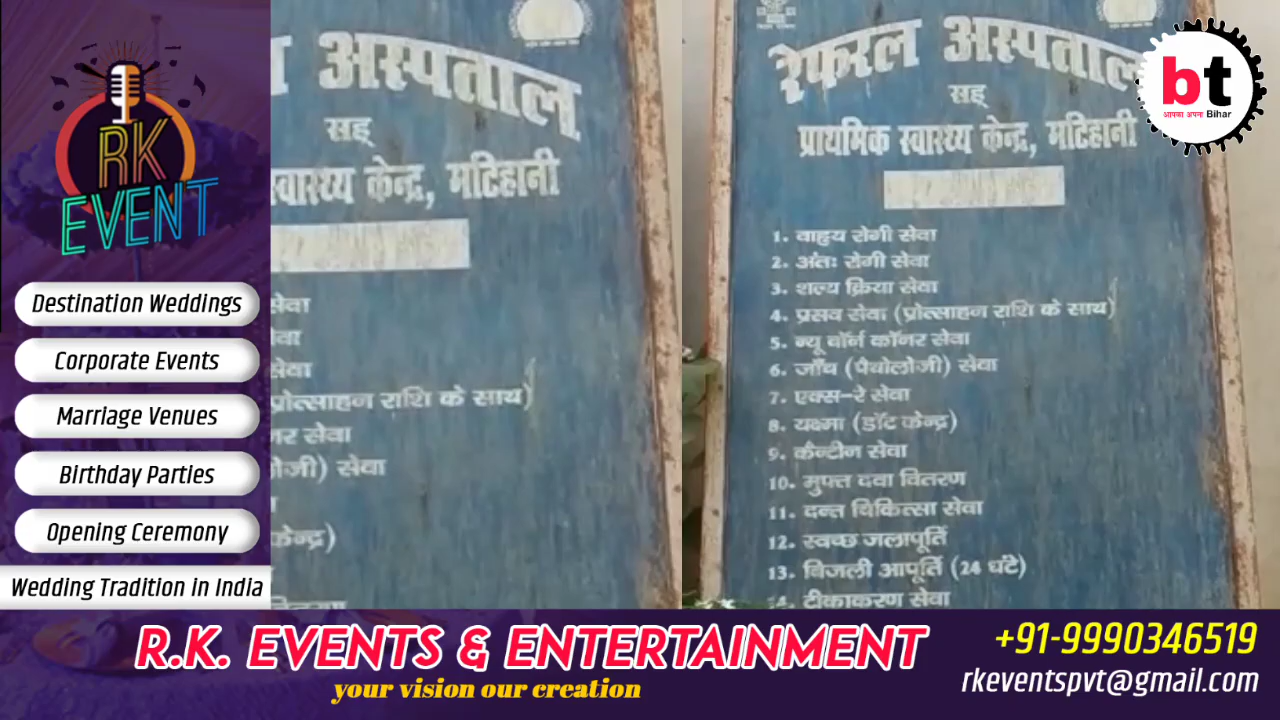 RK
EVENT
Destination Weddings
Corporate Events
Marriage Venues
Birthday Parties
Opening Ceremony
Wedding Tradition in India
अस्पताल
सह्
स्वास्थ्य केन्द्र, मटिहानी
सेवा
सेवा
सेवा
प्रोत्साहन राशि के साथ)
सेवा
सेवा
केन्द्र)
रेफरल अस्पताल
सह्
प्राथमिक स्वास्थ्य केन्द्र, मटिहानी
1. वाह्य रोगी सेवा
2. अंतः रोगी सेवा
3. शल्य क्रिया सेवा
4. प्रसव सेवा (प्रोत्साहन राशि के साथ)
5. न्यू बॉर्न कॉनर सेवा
6. जाँच (पैथोलोजी) सेवा
7. एक्स-रे सेवा
8. यक्ष्मा (डॉट केन्द्र)
9. कैन्टीन सेवा
10. मुफ्त दवा वितरण
11. दन्त चिकित्सा सेवा
12. स्वच्छ जलापूर्ति
13. बिजली आपूर्ति (24 घंटे)
14. टीकाकरण सेवा
bt
आपका अपना Bihar
R.K. EVENTS & ENTERTAINMENT
your vision our creation
+91-9990346519
rkeventspvt@gmail.com